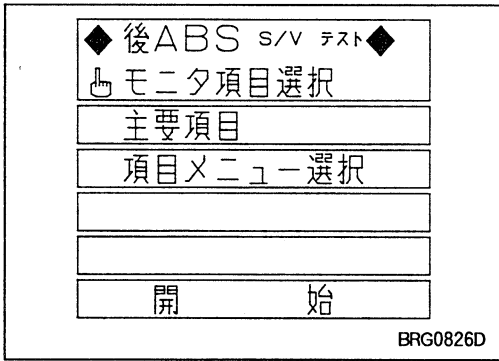 ◆後ABS S/V テスト◆
モニタ項目選択
主要項目
項目メニュー選択
開 始
BRG0826D